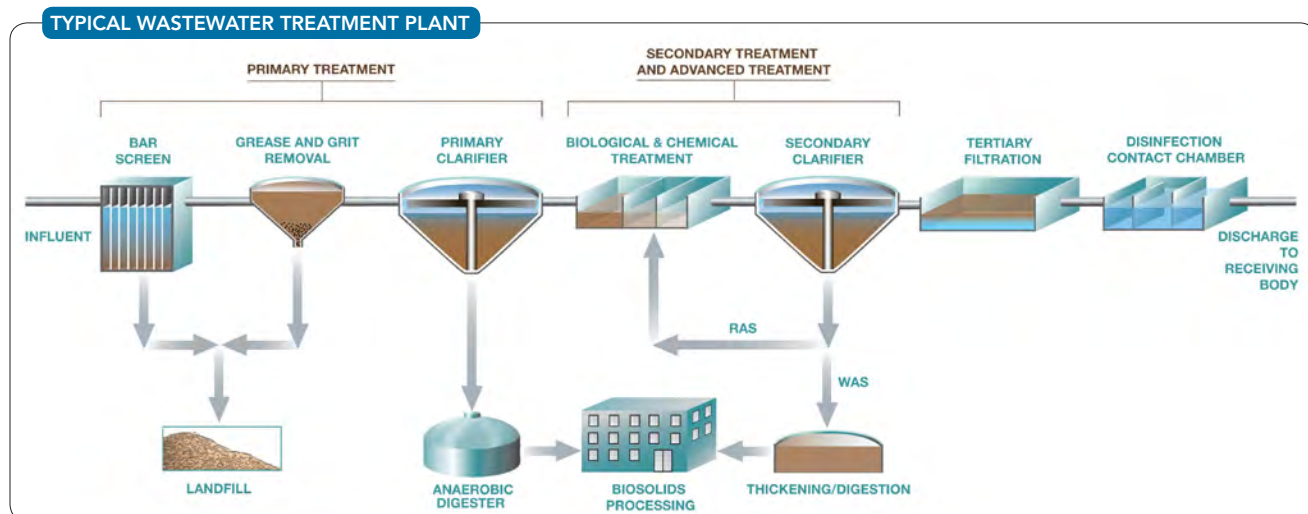 TYPICAL WASTEWATER TREATMENT PLANT
PRIMARY TREATMENT
SECONDARY TREATMENT
AND ADVANCED TREATMENT
BAR
SCREEN
GREASE AND GRIT
REMOVAL
PRIMARY
CLARIFIER
BIOLOGICAL & CHEMICAL
TREATMENT
SECONDARY
CLARIFIER
TERTIARY
FILTRATION
DISINFECTION
CONTACT CHAMBER
INFLUENT
DISCHARGE
TO
RECEIVING
BODY
RAS
WAS
LANDFILL
ANAEROBIC
DIGESTER
BIOSOLIDS
PROCESSING
THICKENING/DIGESTION